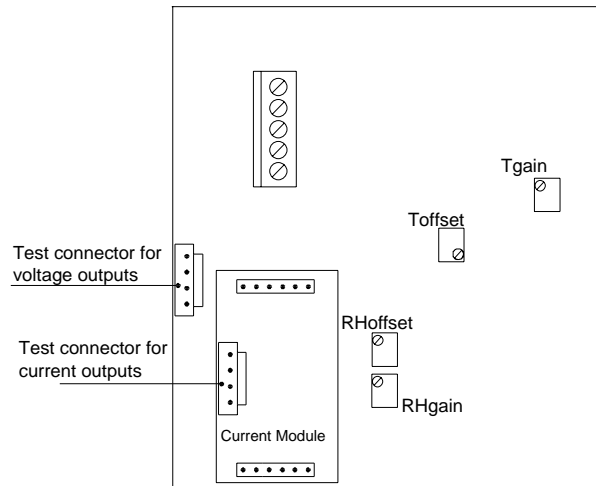 Tgain
Toffset
Test connector for
voltage outputs
RHoffset
Test connector for
current outputs
RHgain
Current Module